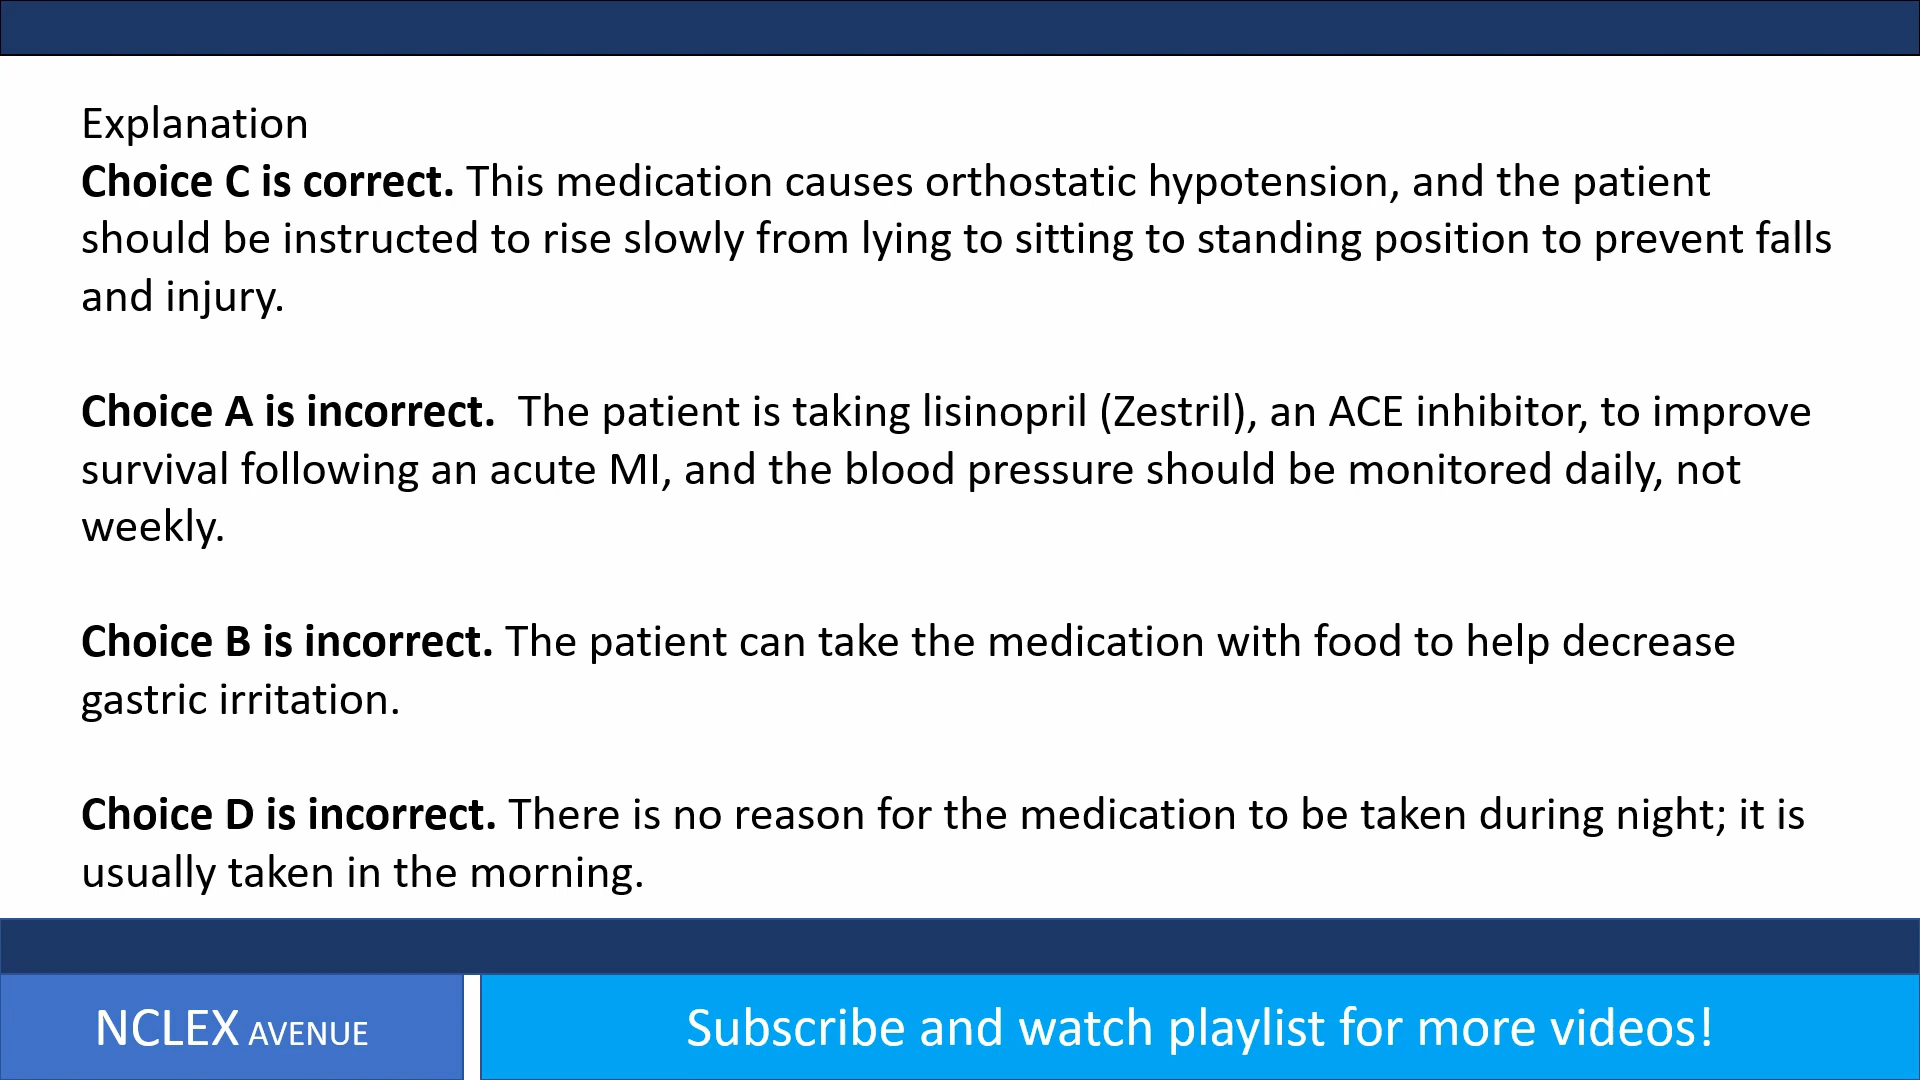 Explanation
Choice C is correct. This medication causes orthostatic hypotension, and the patient
should be instructed to rise slowly from lying to sitting to standing position to prevent falls
and injury.
Choice A is incorrect.  The patient is taking lisinopril (Zestril), an ACE inhibitor, to improve
survival following an acute MI, and the blood pressure should be monitored daily, not
weekly.
Choice B is incorrect. The patient can take the medication with food to help decrease
gastric irritation.
Choice D is incorrect. There is no reason for the medication to be taken during night; it is
usually taken in the morning.
NCLEX AVENUE
Subscribe and watch playlist for more videos!